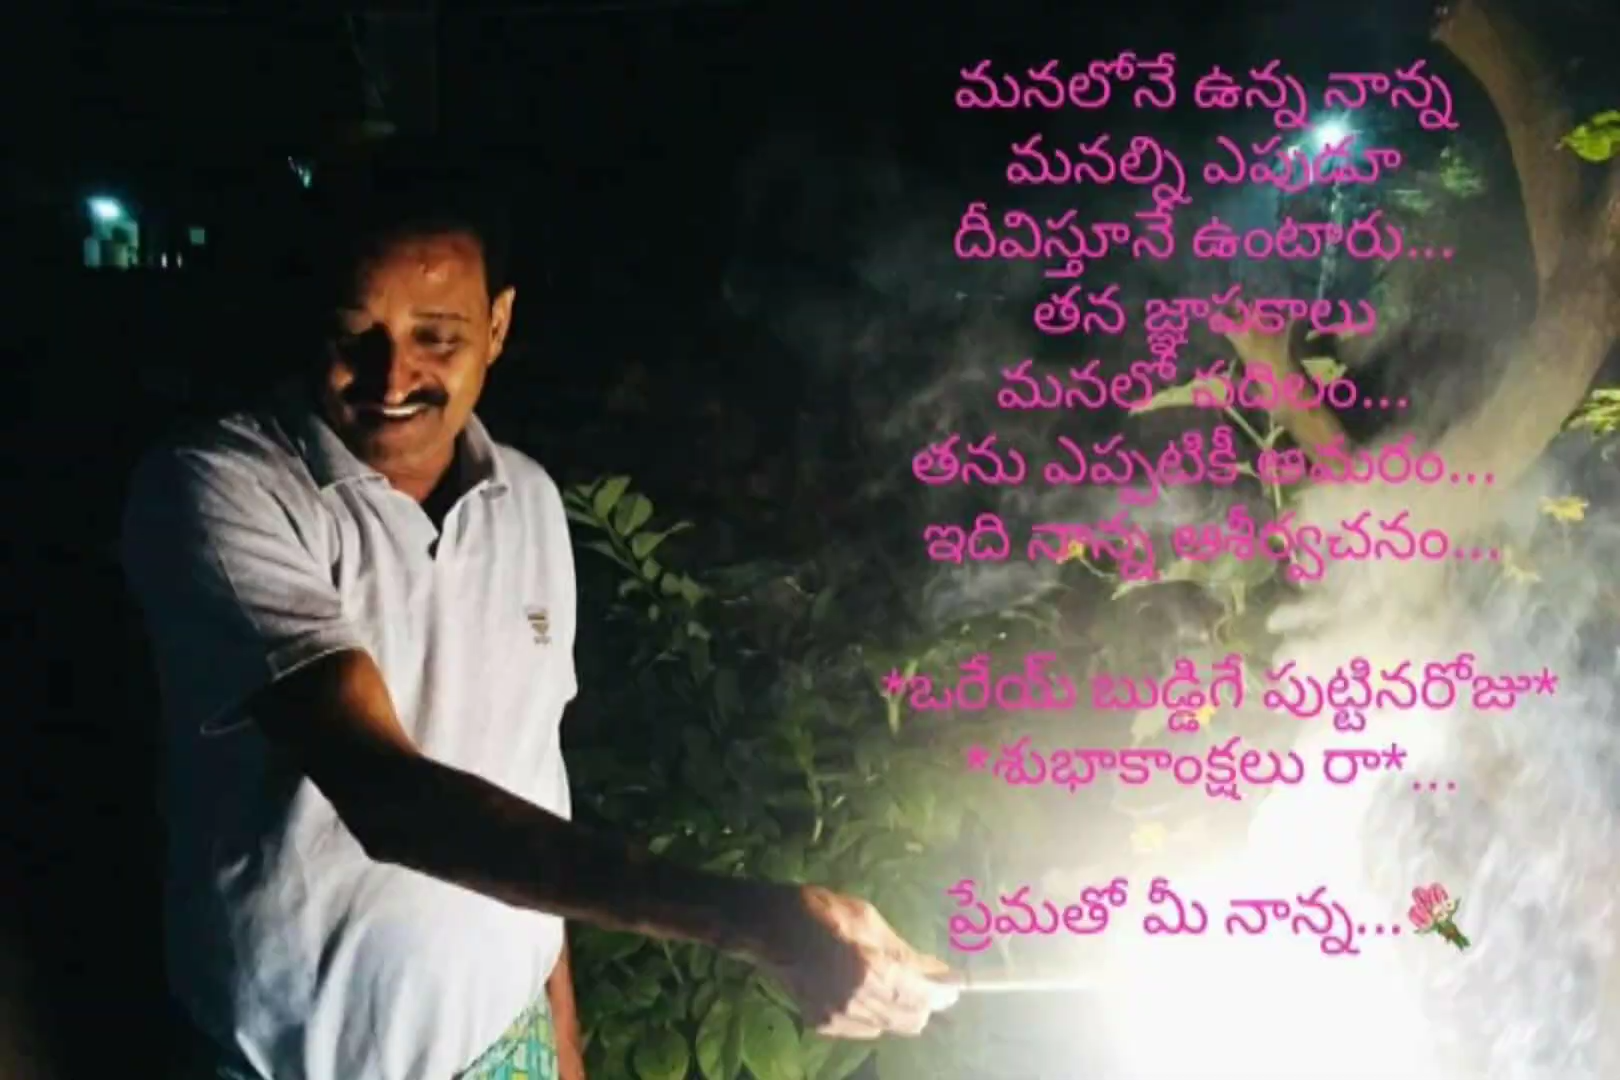 మనలోనే ఉన్న నాన్న
మనల్ని ఎపుడూ
దీవిస్తూనే ఉంటారు...
తన జ్ఞాపకాలు
మనలో పదిలం...
తను ఎప్పటికీ అమరం...
ఇది నాన్న ఆశీర్వచనం...
*ఒరేయ్ బుడ్డిగే పుట్టినరోజు*
*శుభాకాంక్షలు రా*...
ప్రేమతో మీ నాన్న...💐